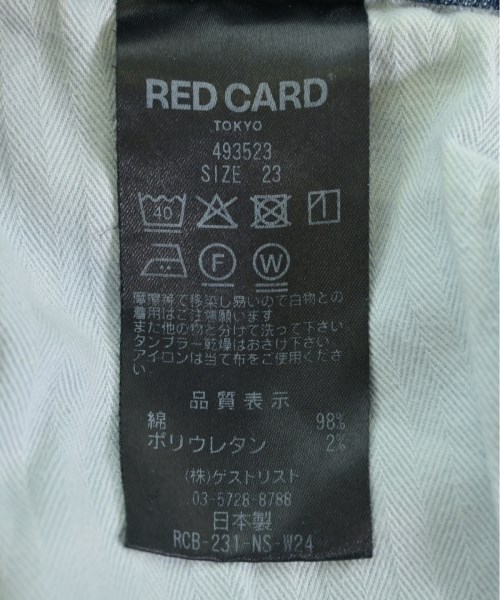 RED CARD
TOKYO
493523
SIZE 23
40
F W
摩擦等で移染し易いので白物との
着用はご注意願います
また他の物と分けて洗って下さい
タンブラー乾燥はおさけ下さい
アイロンは当て布をご使用くださ
い
品質表示
綿 98%
ポリウレタン 2%
(株)ゲストリスト
03-5728-8788
日本製
RCB-231-NS-W24